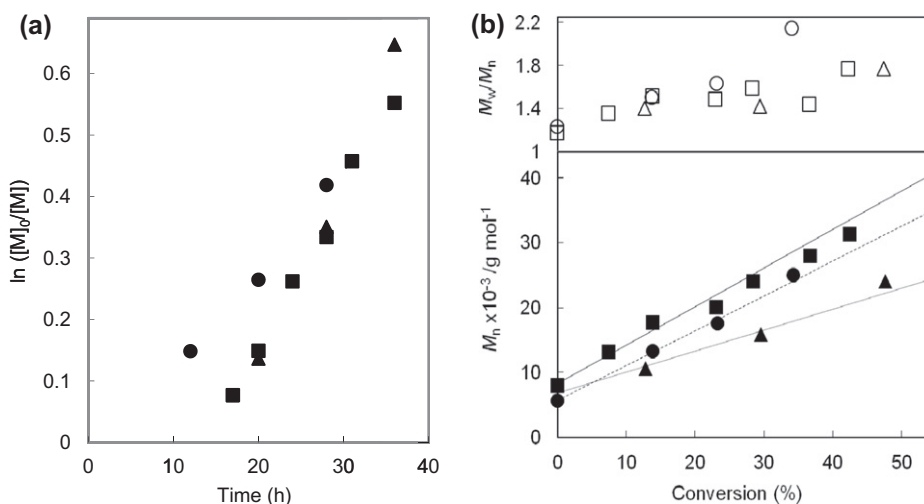 (a)
ln ([M]0/[M])
0.6
0.5
0.4
0.3
0.2
0.1
0
0 10 20 30 40
Time (h)
(b)
Mw/Mn
2.2
1.8
1.4
1
Mn x10-3 /g mol-1
40
30
20
10
0
0 10 20 30 40 50
Conversion (%)